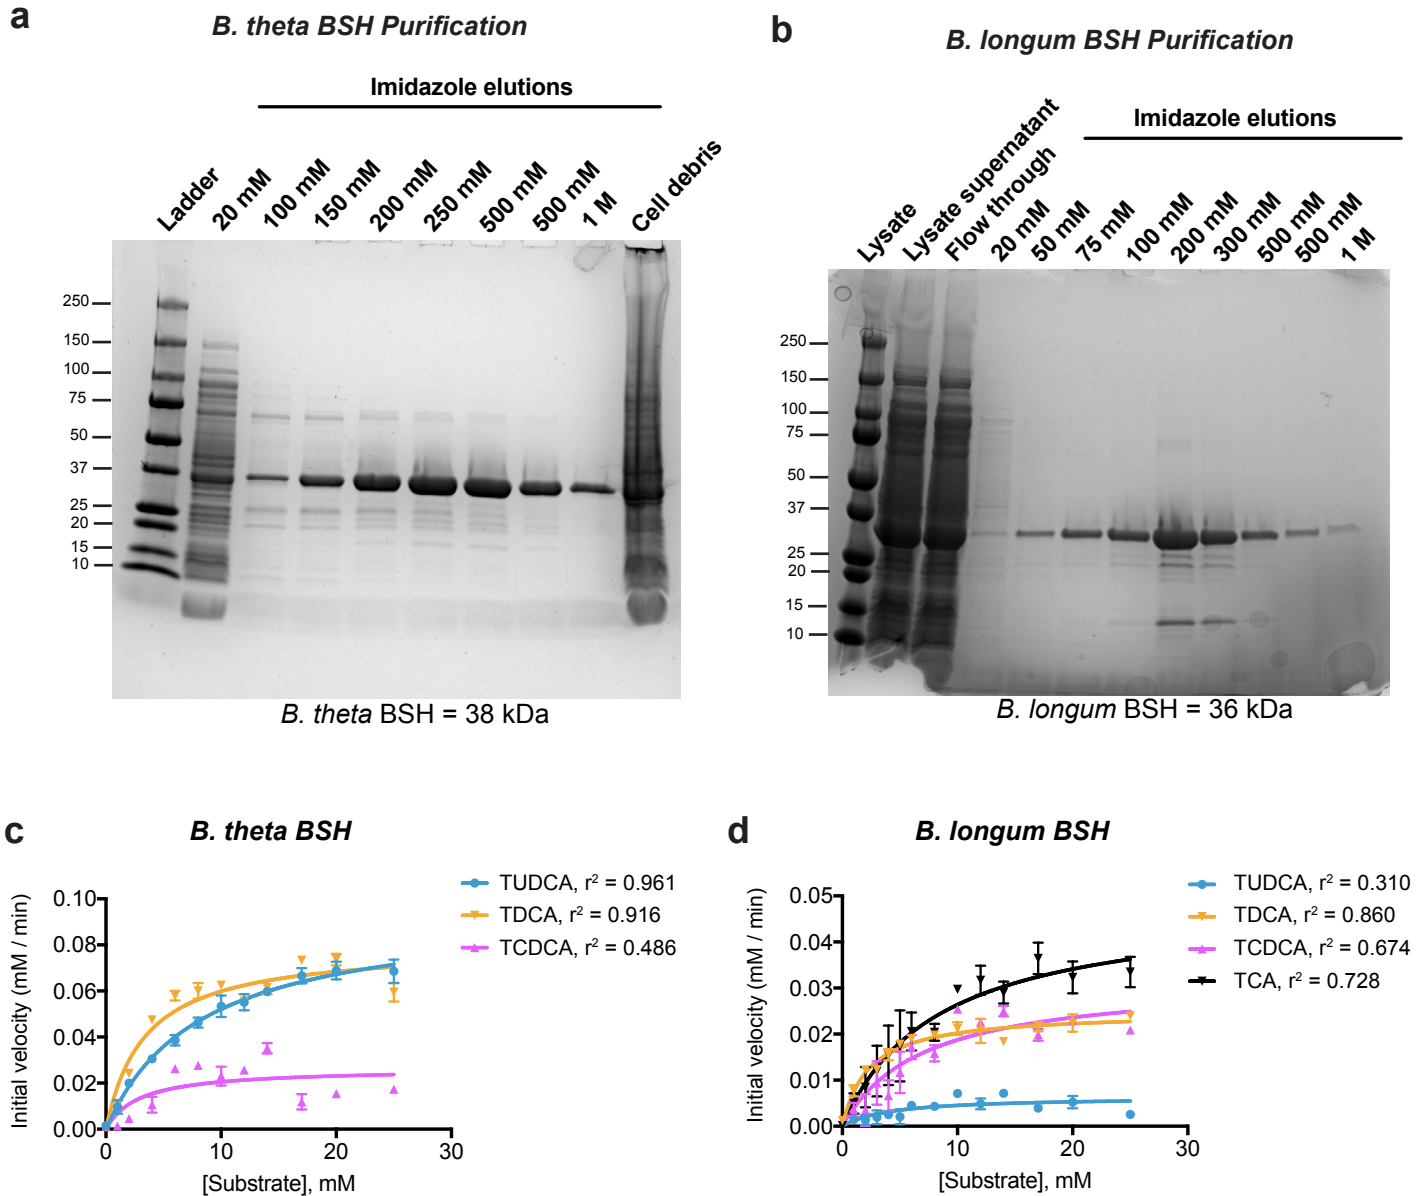 a
B. theta BSH Purification
Imidazole elutions
Ladder
20 mM
100 mM
150 mM
200 mM
250 mM
500 mM
500 mM
1 M
Cell debris
250
150
100
75
50
37
25
20
15
10
B. theta BSH = 38 kDa
b
B. longum BSH Purification
Imidazole elutions
Lysate
Lysate supernatant
Flow through
20 mM
50 mM
75 mM
100 mM
200 mM
300 mM
500 mM
500 mM
1 M
250
150
100
75
50
37
25
20
15
10
B. longum BSH = 36 kDa
c
B. theta BSH
TUDCA, r² = 0.961
TDCA, r² = 0.916
TCDCA, r² = 0.486
Initial velocity (mM / min)
0.10
0.08
0.06
0.04
0.02
0.00
0
10
20
30
[Substrate], mM
d
B. longum BSH
TUDCA, r² = 0.310
TDCA, r² = 0.860
TCDCA, r² = 0.674
TCA, r² = 0.728
Initial velocity (mM / min)
0.05
0.04
0.03
0.02
0.01
0.00
0
10
20
30
[Substrate], mM